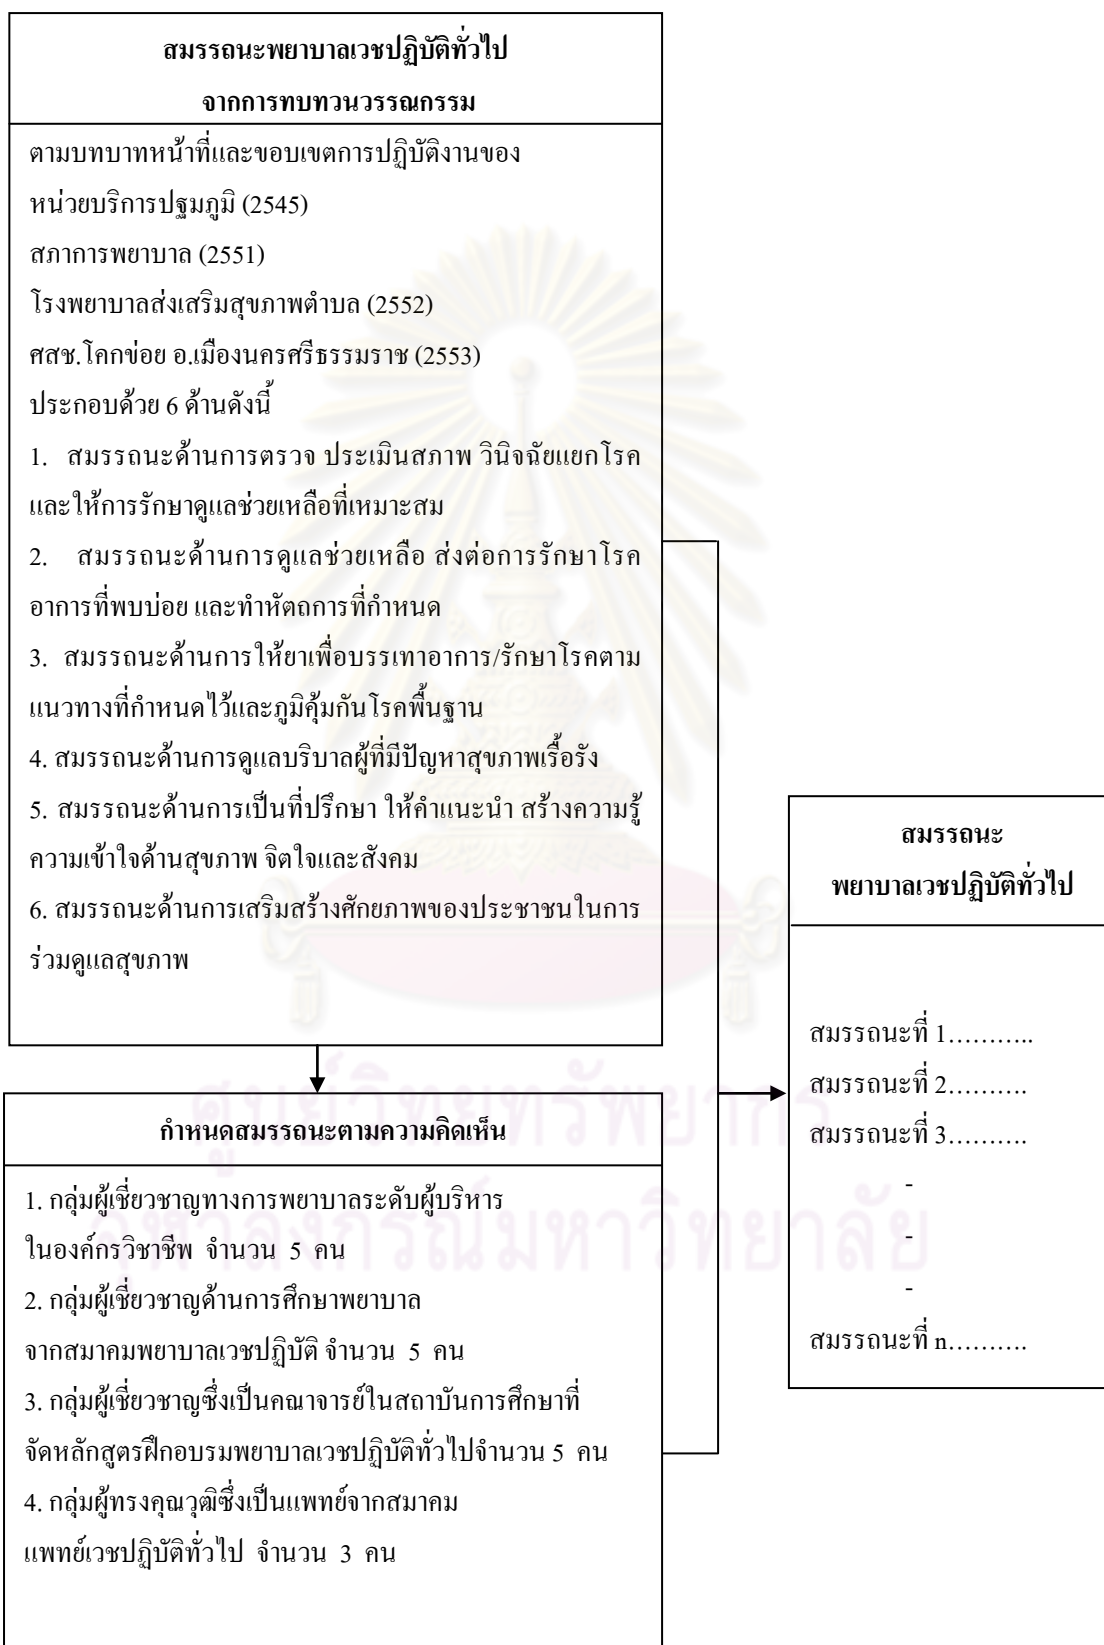 สมรรถนะพยาบาลเวชปฏิบัติทั่วไป
จากการทบทวนวรรณกรรม
ตามบทบาทหน้าที่และขอบเขตการปฏิบัติงานของ
หน่วยบริการปฐมภูมิ (2545)
สภาการพยาบาล (2551)
โรงพยาบาลส่งเสริมสุขภาพตำบล (2552)
ศสช.โคกข่อย อ.เมืองนครศรีธรรมราช (2553)
ประกอบด้วย 6 ด้านดังนี้
1. สมรรถนะด้านการตรวจ ประเมินสภาพ วินิจฉัยแยกโรค
และให้การรักษาดูแลช่วยเหลือที่เหมาะสม
2. สมรรถนะด้านการดูแลช่วยเหลือ ส่งต่อการรักษาโรค
อาการที่พบบ่อย และทำหัตถการที่กำหนด
3. สมรรถนะด้านการให้ยาเพื่อบรรเทาอาการ/รักษาโรคตาม
แนวทางที่กำหนดไว้และภูมิคุ้มกันโรคพื้นฐาน
4. สมรรถนะด้านการดูแลบริบาลผู้ที่มีปัญหาสุขภาพเรื้อรัง
5. สมรรถนะด้านการเป็นที่ปรึกษา ให้คำแนะนำ สร้างความรู้
ความเข้าใจด้านสุขภาพ จิตใจและสังคม
6. สมรรถนะด้านการเสริมสร้างศักยภาพของประชาชนในการ
ร่วมดูแลสุขภาพ
กำหนดสมรรถนะตามความคิดเห็น
1. กลุ่มผู้เชี่ยวชาญทางการพยาบาลระดับผู้บริหาร
ในองค์กรวิชาชีพ จำนวน 5 คน
2. กลุ่มผู้เชี่ยวชาญด้านการศึกษาพยาบาล
จากสมาคมพยาบาลเวชปฏิบัติ จำนวน 5 คน
3. กลุ่มผู้เชี่ยวชาญซึ่งเป็นคณาจารย์ในสถาบันการศึกษาที่
จัดหลักสูตรฝึกอบรมพยาบาลเวชปฏิบัติทั่วไปจำนวน 5 คน
4. กลุ่มผู้ทรงคุณวุฒิซึ่งเป็นแพทย์จากสมาคม
แพทย์เวชปฏิบัติทั่วไป จำนวน 3 คน
สมรรถนะ
พยาบาลเวชปฏิบัติทั่วไป
สมรรถนะที่ 1………..
สมรรถนะที่ 2……….
สมรรถนะที่ 3……….
-
-
-
สมรรถนะที่ n……….
ศูนย์วิทยทรัพยากร
จุฬาลงกรณ์มหาวิทยาลัย